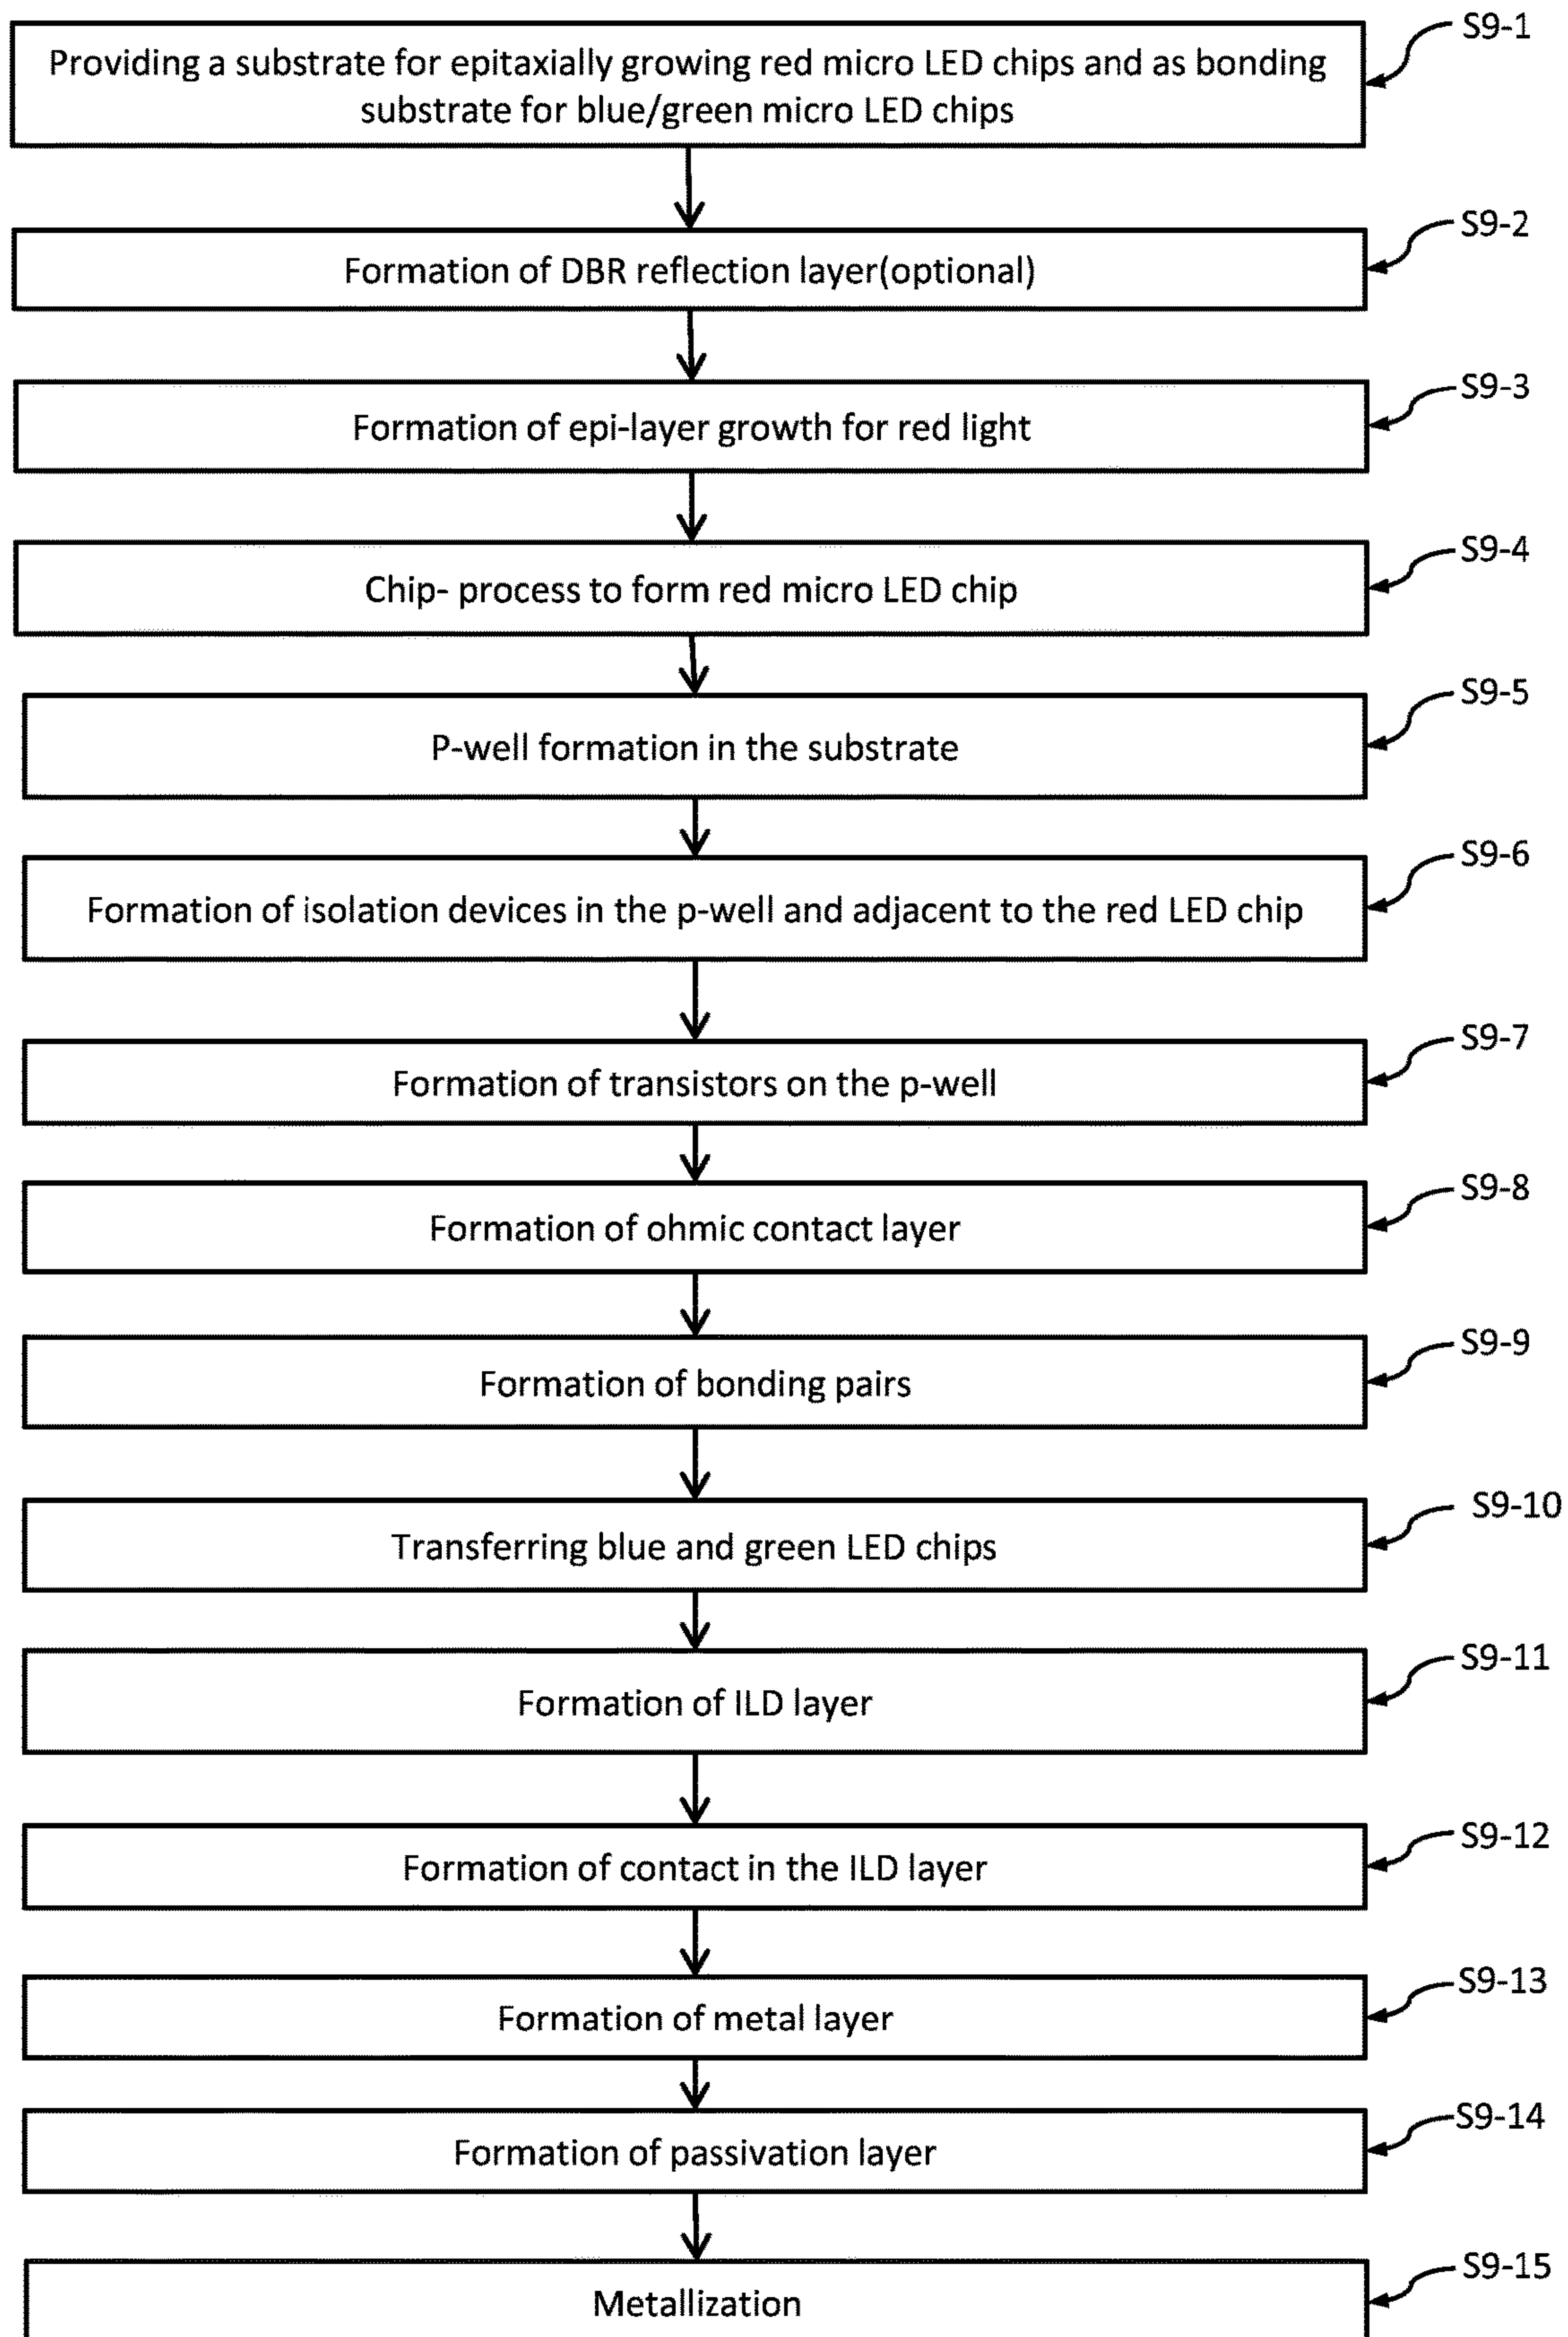 S9-1
Providing a substrate for epitaxially growing red micro LED chips and as bonding
substrate for blue/green micro LED chips
S9-2
Formation of DBR reflection layer(optional)
S9-3
Formation of epi-layer growth for red light
S9-4
Chip- process to form red micro LED chip
S9-5
P-well formation in the substrate
S9-6
Formation of isolation devices in the p-well and adjacent to the red LED chip
S9-7
Formation of transistors on the p-well
S9-8
Formation of ohmic contact layer
S9-9
Formation of bonding pairs
S9-10
Transferring blue and green LED chips
S9-11
Formation of ILD layer
S9-12
Formation of contact in the ILD layer
S9-13
Formation of metal layer
S9-14
Formation of passivation layer
S9-15
Metallization